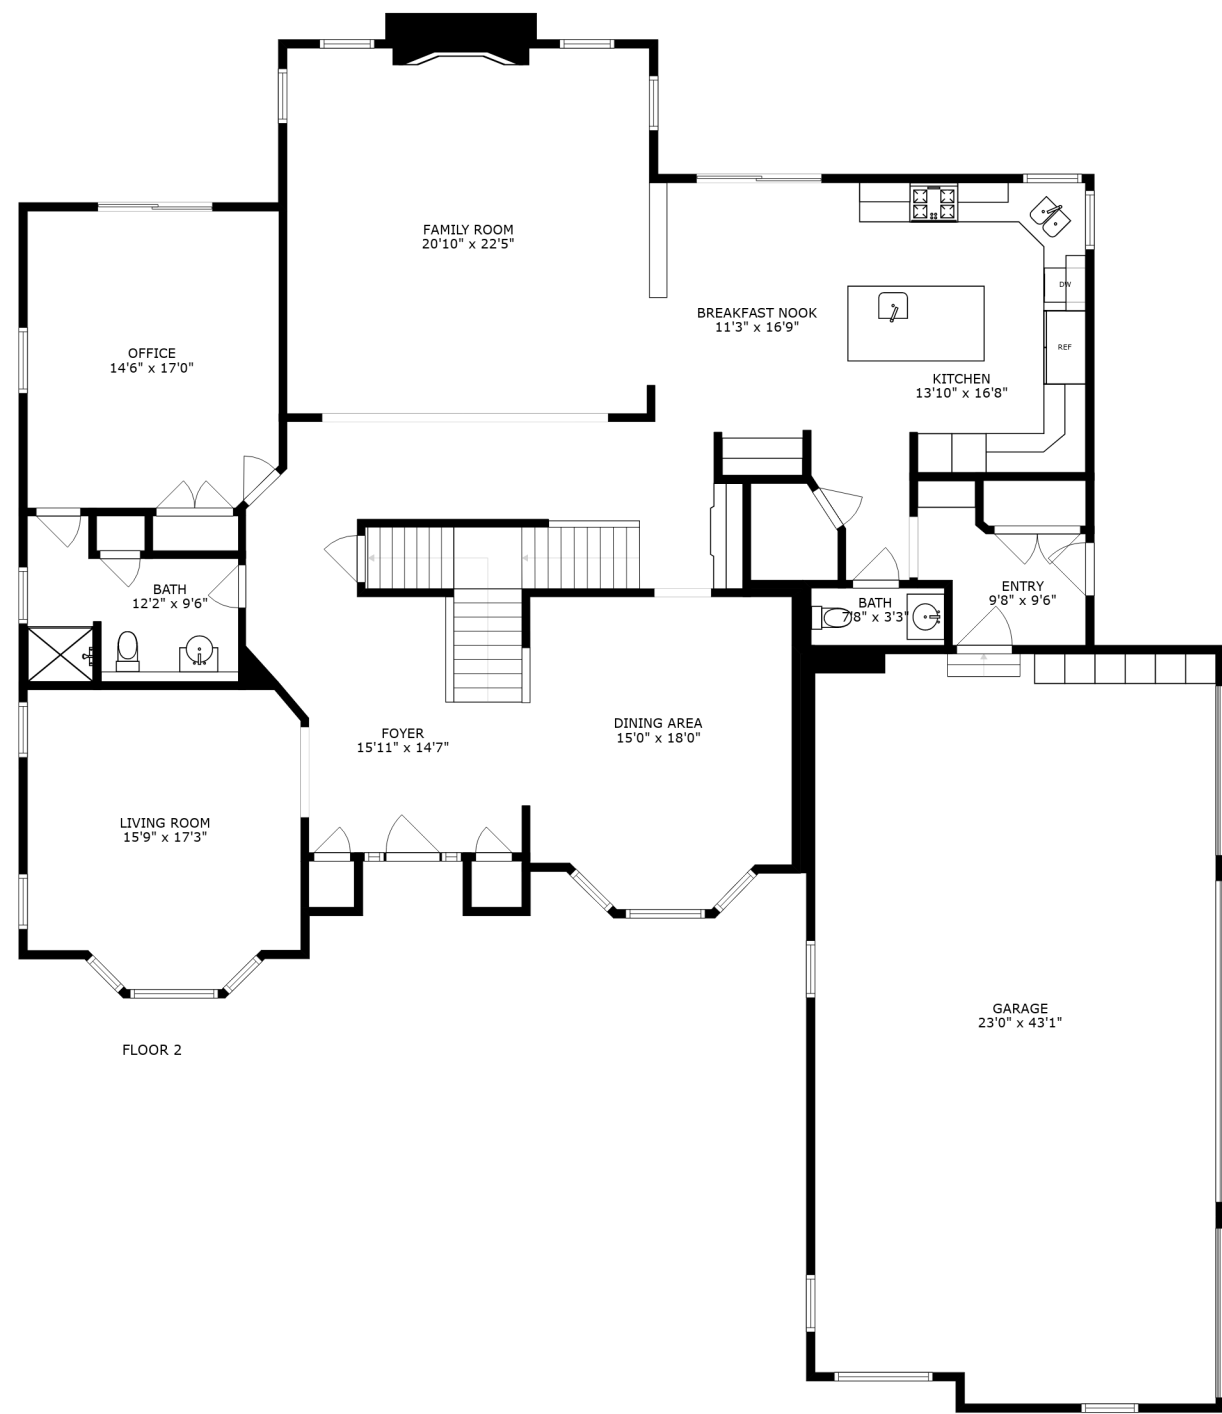 FAMILY ROOM
20'10" x 22'5"
BREAKFAST NOOK
11'3" x 16'9"
DW
REF
OFFICE
14'6" x 17'0"
KITCHEN
13'10" x 16'8"
BATH
12'2" x 9'6"
BATH
7'8" x 3'3"
ENTRY
9'8" x 9'6"
FOYER
15'11" x 14'7"
DINING AREA
15'0" x 18'0"
LIVING ROOM
15'9" x 17'3"
GARAGE
23'0" x 43'1"
FLOOR 2